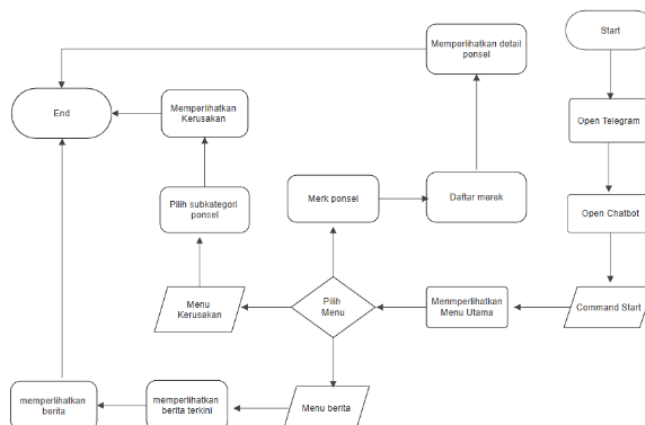 Start
Memperlihatkan detail
ponsel
End
Memperlihatkan
Kerusakan
Open Telegram
Pilih subkategori
ponsel
Merk ponsel
Daftar merek
Open Chatbot
Menu
Kerusakan
Pilih
Menu
Menmperlihatkan
Menu Utama
Command Start
memperlihatkan
berita
memperlihatkan
berita terkini
Menu berita